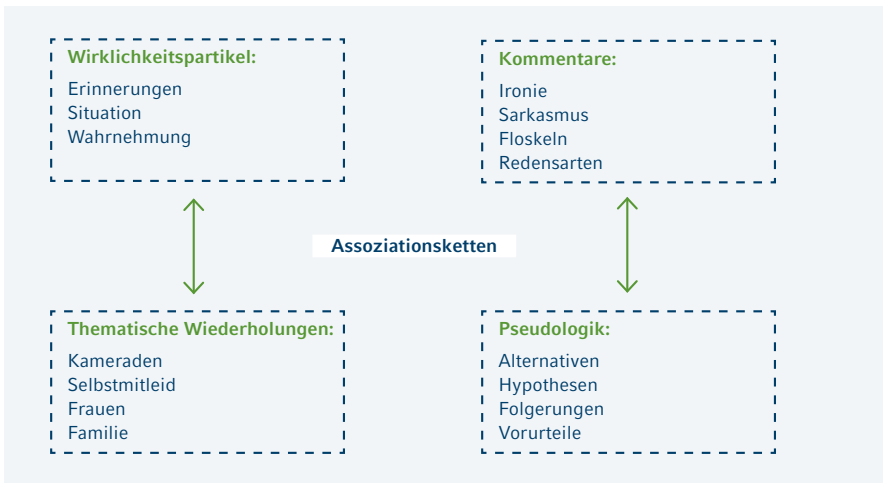 Wirklichkeitspartikel:
Erinnerungen
Situation
Wahrnehmung
Kommentare:
Ironie
Sarkasmus
Floskeln
Redensarten
Assoziationsketten
Thematische Wiederholungen:
Kameraden
Selbstmitleid
Frauen
Familie
Pseudologik:
Alternativen
Hypothesen
Folgerungen
Vorurteile